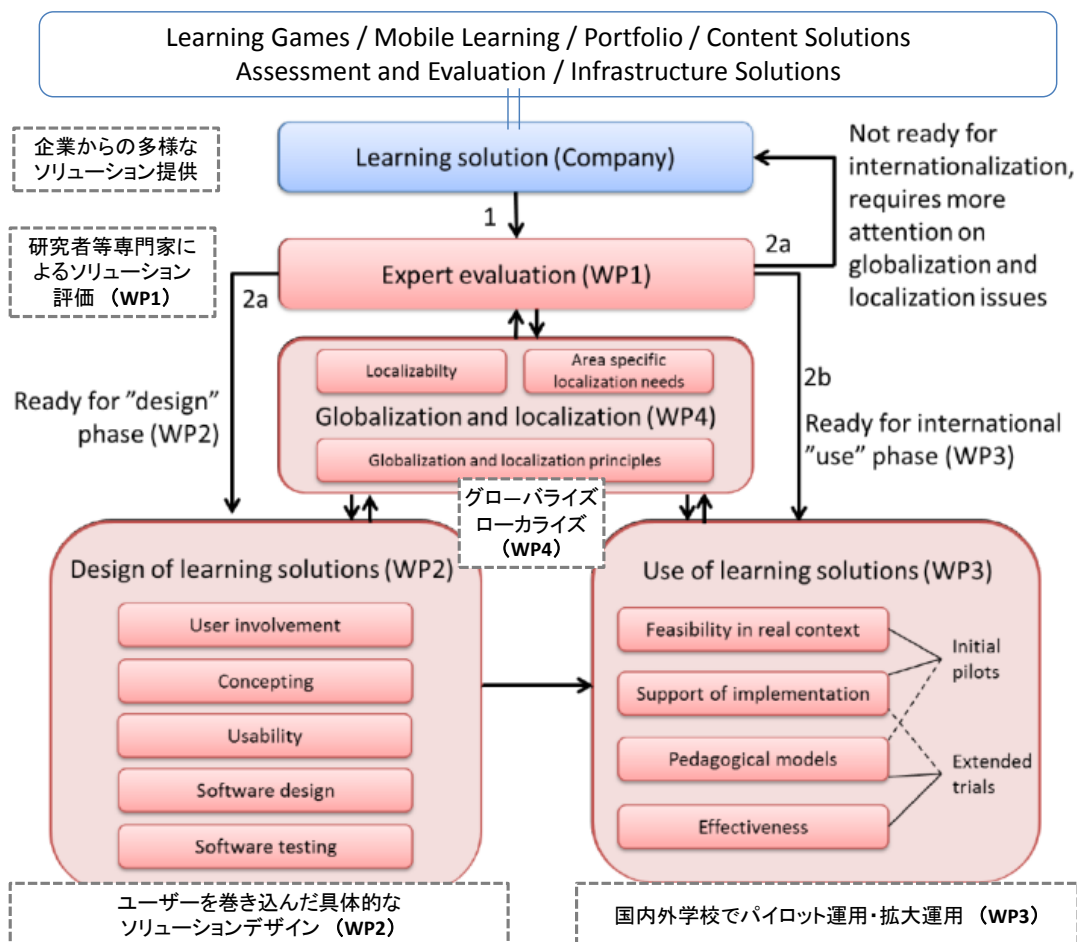 Learning Games / Mobile Learning / Portfolio / Content Solutions
Assessment and Evaluation / Infrastructure Solutions
企業からの多様な
ソリューション提供
Learning solution (Company)
Not ready for
internationalization,
requires more
attention on
globalization and
localization issues
1
研究者等専門家に
よるソリューション
評価 （WP1）
Expert evaluation (WP1)
2a
2a
Localizabilty
Area specific
localization needs
Globalization and localization (WP4)
Globalization and localization principles
2b
Ready for ”design”
phase (WP2)
Ready for international
”use” phase (WP3)
グローバライズ
ローカライズ
（WP4）
Design of learning solutions (WP2)
User involvement
Concepting
Usability
Software design
Software testing
Use of learning solutions (WP3)
Feasibility in real context
Support of implementation
Pedagogical models
Effectiveness
Initial
pilots
Extended
trials
ユーザーを巻き込んだ具体的な
ソリューションデザイン （WP2）
国内外学校でパイロット運用・拡大運用 （WP3）